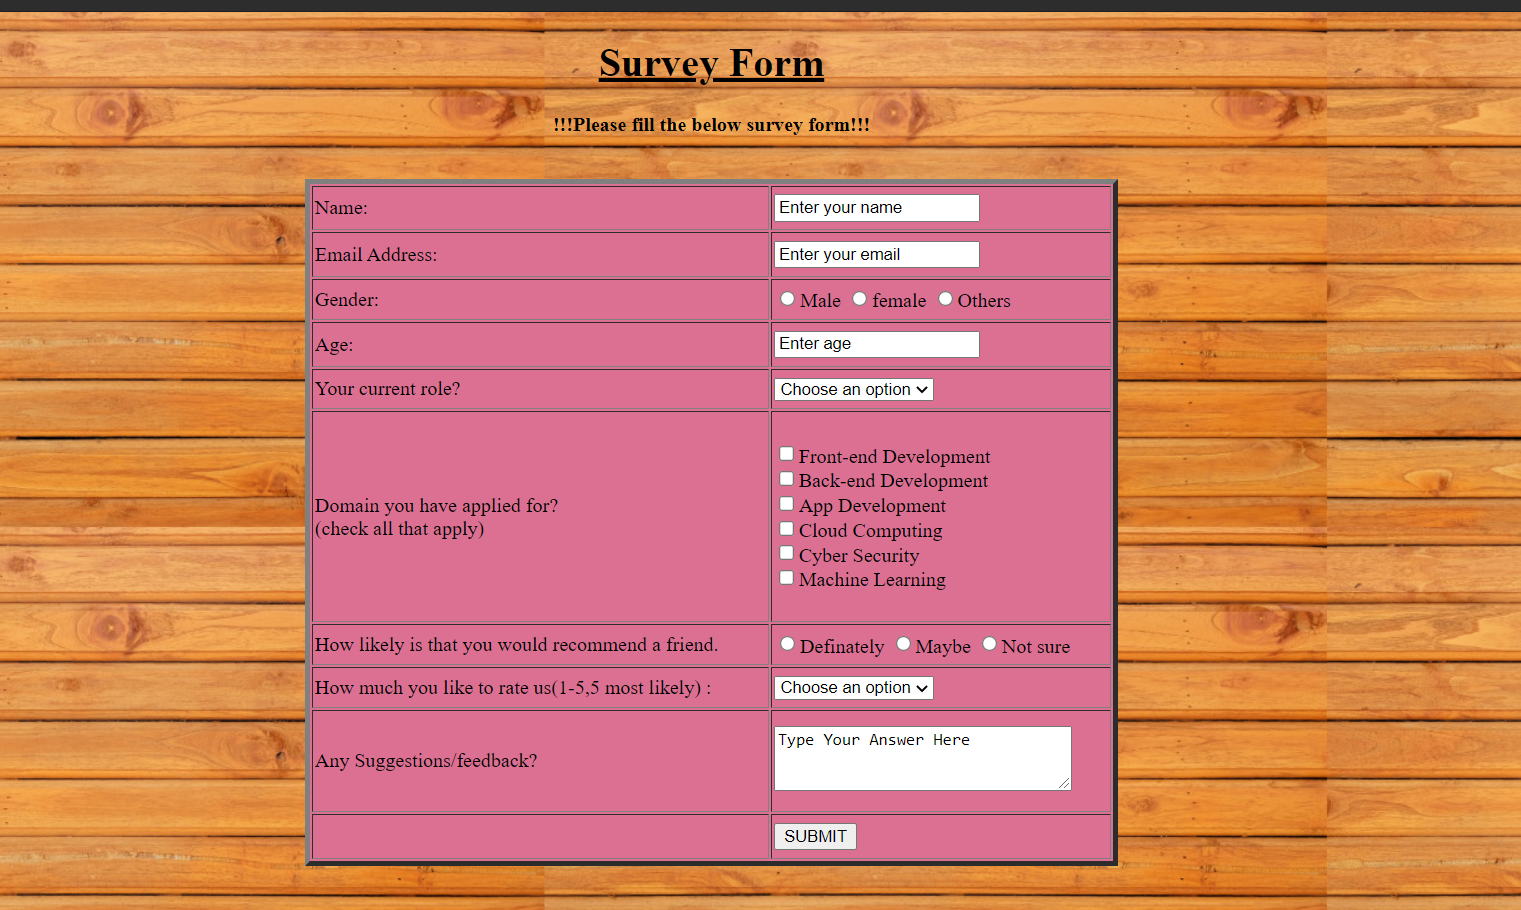 Survey Form
!!!Please fill the below survey form!!!
Name:
Enter your name
Email Address:
Enter your email
Gender:
Male female Others
Age:
Enter age
Your current role?
Choose an option
Domain you have applied for?
(check all that apply)
Front-end Development
Back-end Development
App Development
Cloud Computing
Cyber Security
Machine Learning
How likely is that you would recommend a friend.
Definately Maybe Not sure
How much you like to rate us(1-5,5 most likely) :
Choose an option
Any Suggestions/feedback?
Type Your Answer Here
SUBMIT